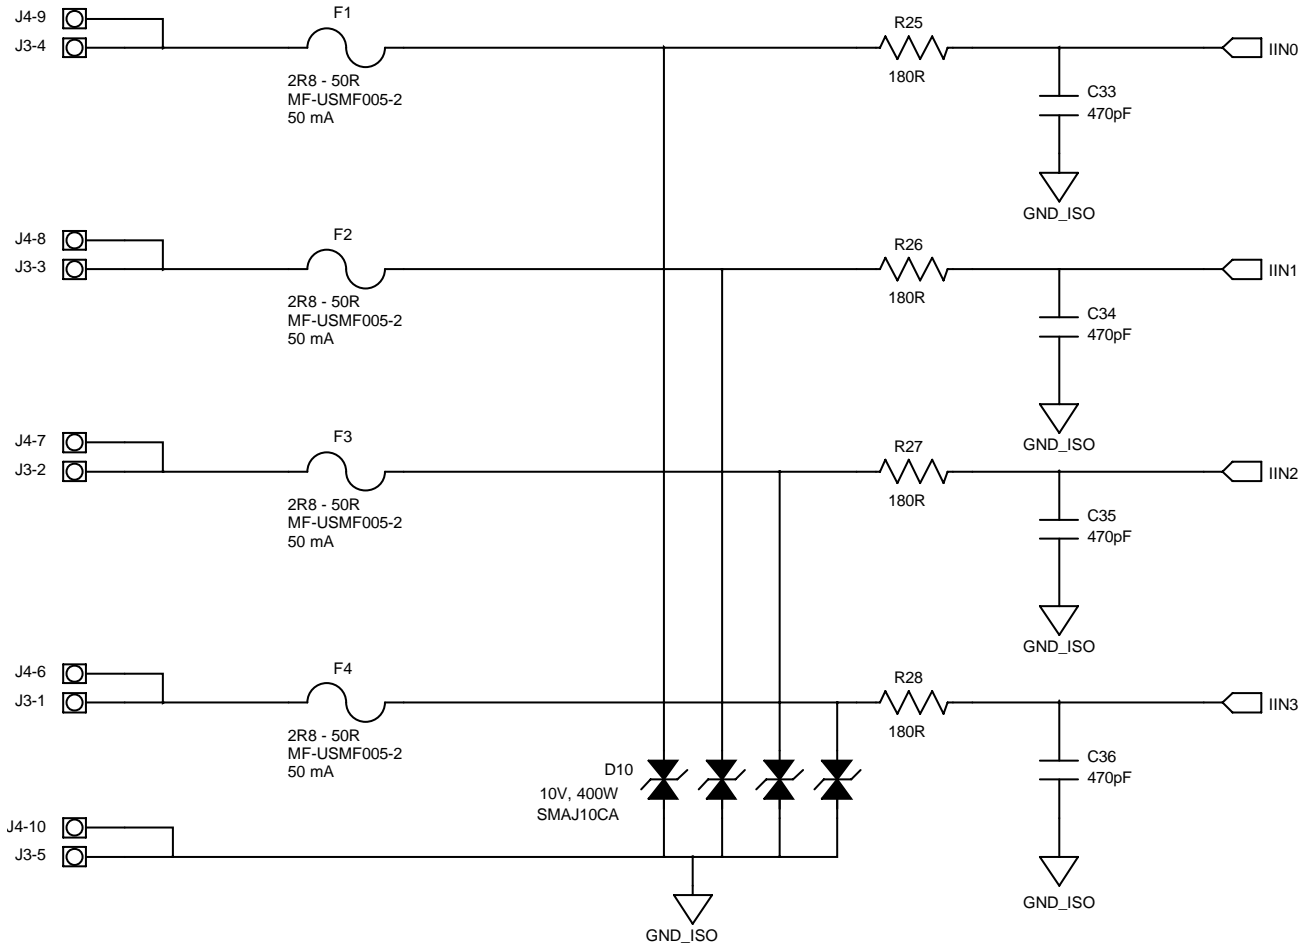 J4-9
J3-4
F1
2R8 - 50R
MF-USMF005-2
50 mA
R25
180R
C33
470pF
IIN0
GND_ISO
J4-8
J3-3
F2
2R8 - 50R
MF-USMF005-2
50 mA
R26
180R
C34
470pF
IIN1
GND_ISO
J4-7
J3-2
F3
2R8 - 50R
MF-USMF005-2
50 mA
R27
180R
C35
470pF
IIN2
GND_ISO
J4-6
J3-1
F4
2R8 - 50R
MF-USMF005-2
50 mA
R28
180R
C36
470pF
IIN3
GND_ISO
D10
10V, 400W
SMAJ10CA
J4-10
J3-5
GND_ISO